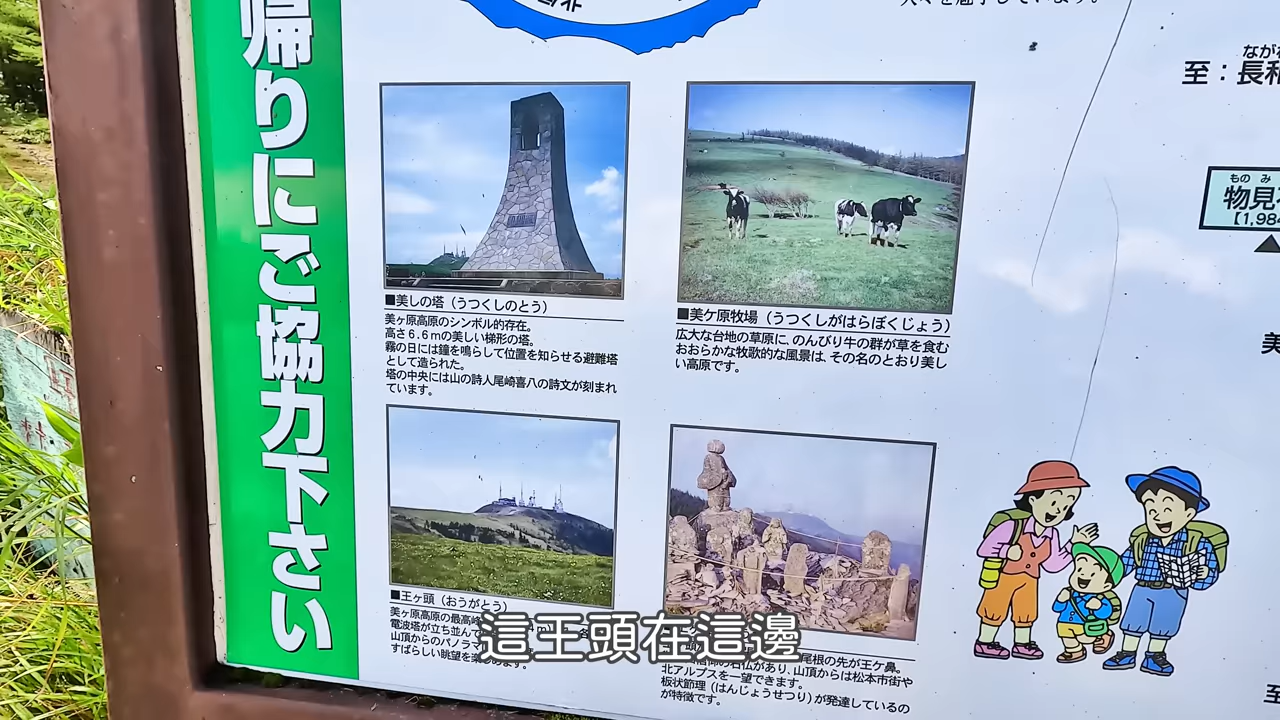 帰りにご協力下さい
■美しの塔（うつくしのとう）
美ヶ原高原のシンボル的存在。
高さ6.6mの美しい梯形の塔。
霧の日には鐘を鳴らして位置を知らせる避難塔
として造られた。
塔の中央には山の詩人尾崎喜八の詩文が刻まれ
ています。
■美ケ原牧場（うつくしがはらぼくじょう）
広大な台地の草原に、のんびり牛の群が草を食む
おおらかな牧歌的な風景は、その名のとおり美し
い高原です。
■王ヶ頭（おうがとう）
美ヶ原高原の最高峰
電波塔が立ち並んで
山頂からのパノラマ
すばらしい眺望を楽
尾根の先が王ケ鼻。
石仏があり、山頂からは松本市街や
北アルプスを一望できます。
板状節理（はんじょうせつり）が発達しているの
が特徴です。
ながわ
至：長和
ものみ
物見
【1,98
美
至
這王頭在這邊